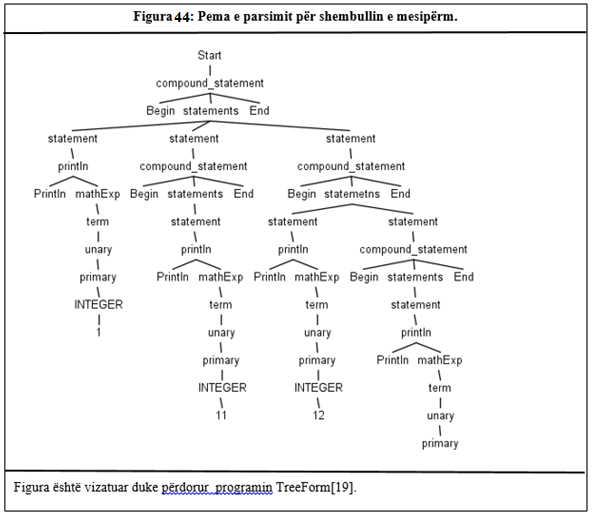 Figura 44: Pema e parsimit për shembullin e mesipërm.
Start
compound_statement
Begin statements End
statement statement statement
println compound_statement compound_statement
Println mathExp Begin statements End Begin statemetns End
term statement statement statement
unary println println compound_statement
primary Println mathExp Println mathExp Begin statements End
INTEGER term term statement
1 unary unary println
primary primary Println mathExp
INTEGER INTEGER term
11 12 unary
primary
Figura është vizatuar duke përdorur programin TreeForm[19].